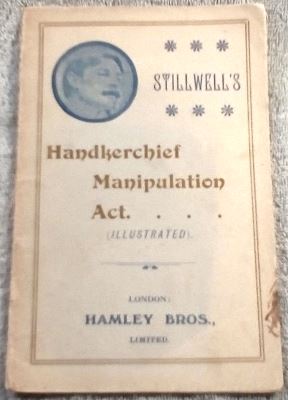 * * *
STILLWELL'S
* * *
Handkerchief
Manipulation
Act. . . .
(ILLUSTRATED).
LONDON:
HAMLEY BROS.,
LIMITED.